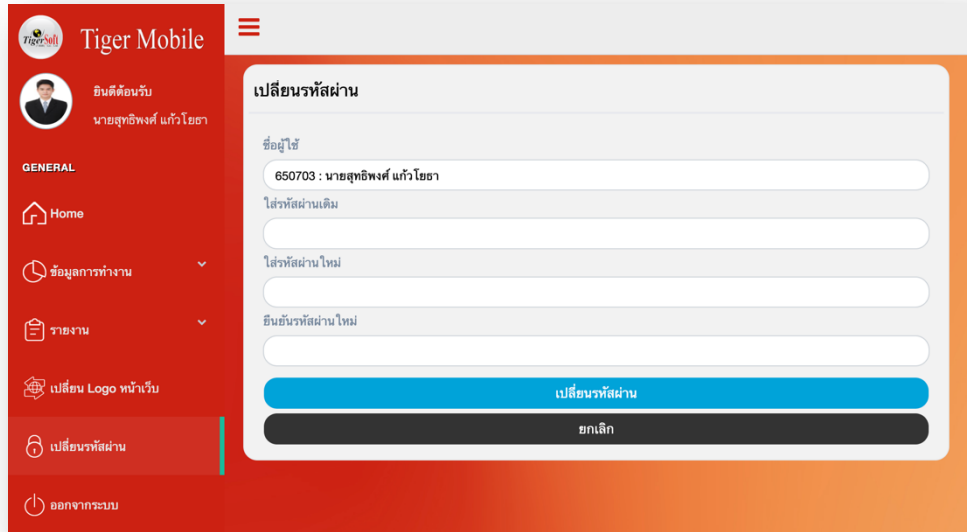 TigerSoft
Tiger Mobile
ยินดีต้อนรับ
นายสุทธิพงศ์ แก้วโยธา
GENERAL
Home
ข้อมูลการทำงาน
รายงาน
เปลี่ยน Logo หน้าเว็บ
เปลี่ยนรหัสผ่าน
ออกจากระบบ
เปลี่ยนรหัสผ่าน
ชื่อผู้ใช้
650703 : นายสุทธิพงศ์ แก้วโยธา
ใส่รหัสผ่านเดิม
ใส่รหัสผ่านใหม่
ยืนยันรหัสผ่านใหม่
เปลี่ยนรหัสผ่าน
ยกเลิก